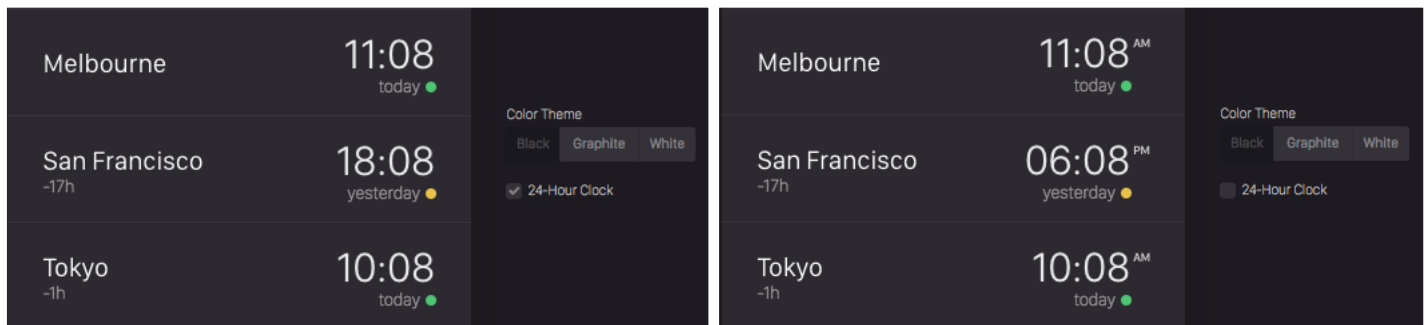 Melbourne
11:08
today
San Francisco
-17h
18:08
yesterday
Tokyo
-1h
10:08
today
Color Theme
Black Graphite White
24-Hour Clock
Melbourne
11:08 AM
today
San Francisco
-17h
06:08 PM
yesterday
Tokyo
-1h
10:08 AM
today
Color Theme
Black Graphite White
24-Hour Clock